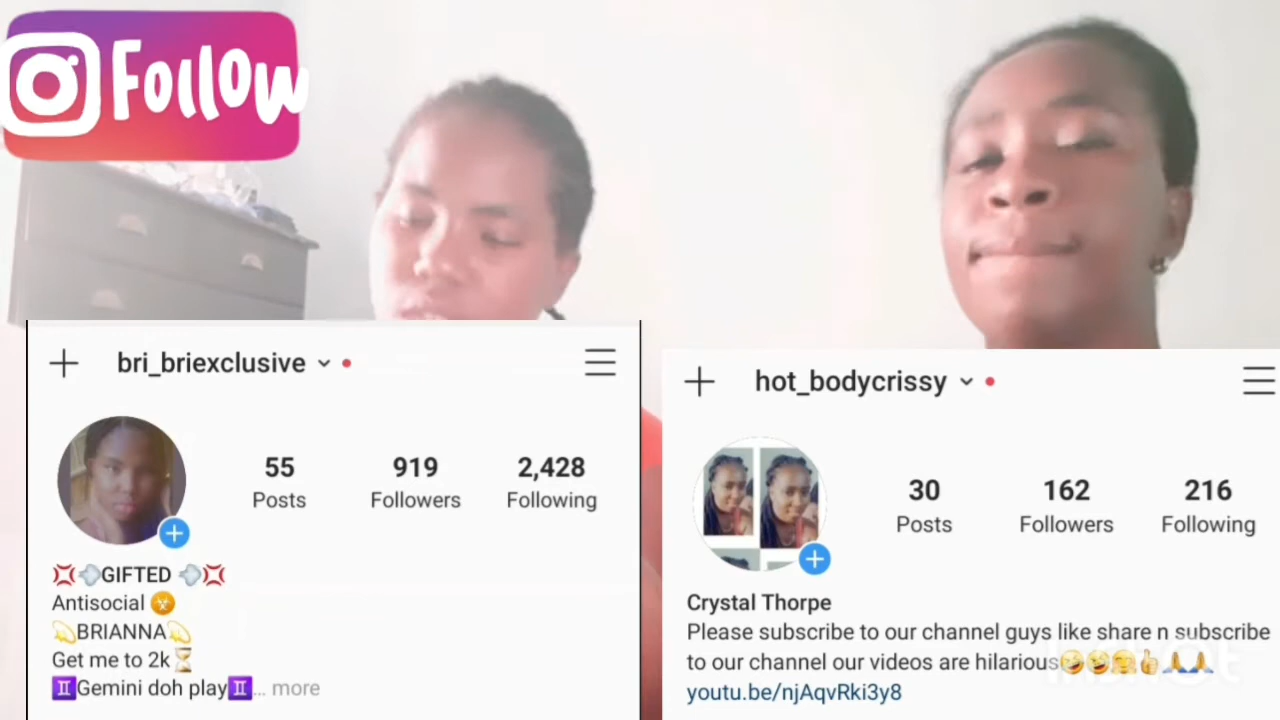 Follow
bri_briexclusive
55 919 2,428
Posts Followers Following
💢💨GIFTED 💨💢
Antisocial ☣
💫BRIANNA💫
Get me to 2k⏳
♊Gemini doh play♊... more
hot_bodycrissy
30 162 216
Posts Followers Following
Crystal Thorpe
Please subscribe to our channel guys like share n subscribe
to our channel our videos are hilarious🤣😆👏👍🙏🙏
youtu.be/njAqvRki3y8